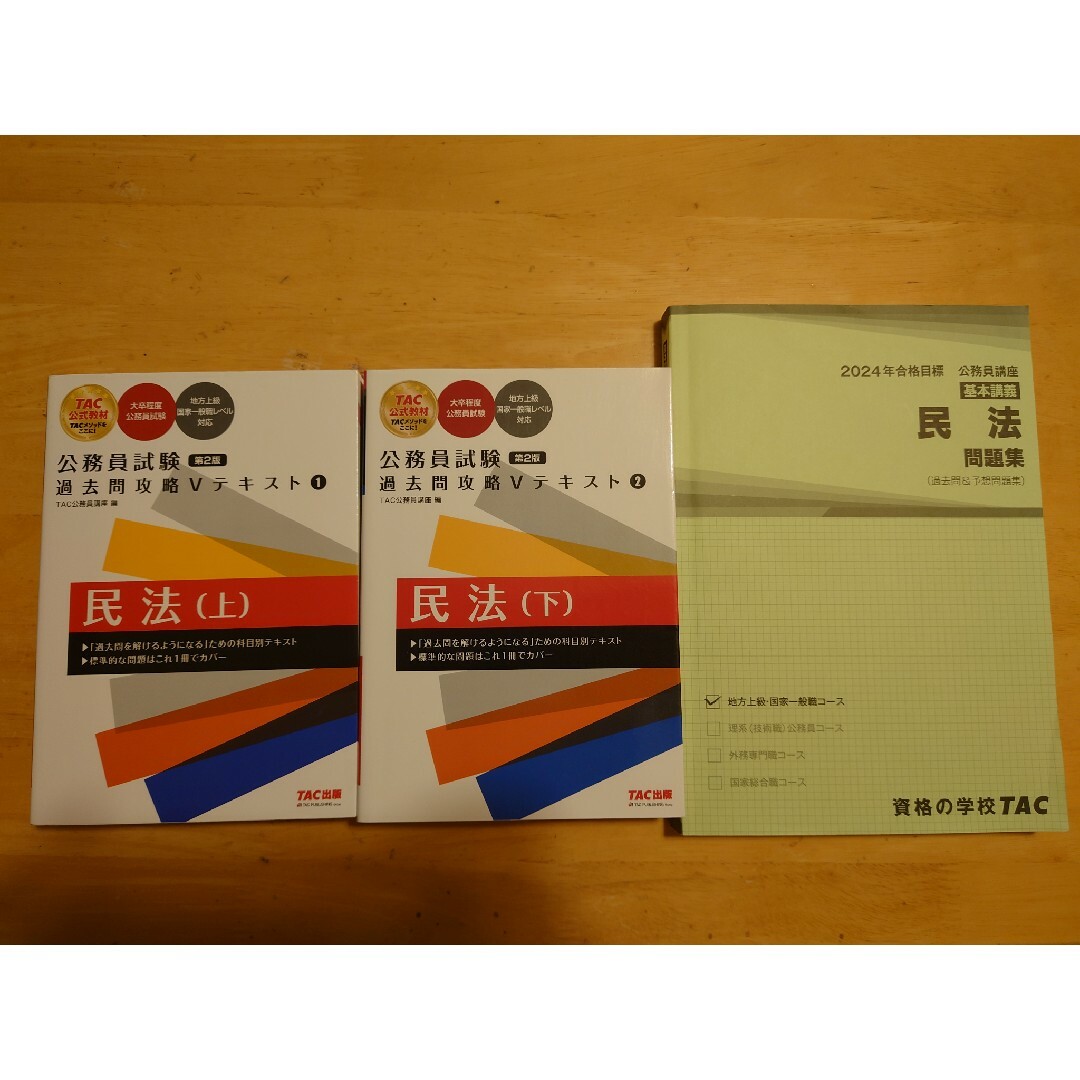 TAC
公式教材
TACメソッドを
ここに!
大卒程度
公務員試験
地方上級
国家一般職レベル
対応
公務員試験 第2版
過去問攻略Vテキスト 1
TAC公務員講座 編
民法(上)
▶「過去問を解けるようになる」ための科目別テキスト
▶標準的な問題はこれ1冊でカバー
TAC出版
TAC
公式教材
TACメソッドを
ここに!
大卒程度
公務員試験
地方上級
国家一般職レベル
対応
公務員試験 第2版
過去問攻略Vテキスト 2
TAC公務員講座 編
民法(下)
▶「過去問を解けるようになる」ための科目別テキスト
▶標準的な問題はこれ1冊でカバー
TAC出版
2024年合格目標 公務員講座
基本講義
民 法
問題集
(過去問&予想問題集)
地方上級・国家一般職コース
理系(技術職)公務員コース
外務専門職コース
国家総合職コース
資格の学校TAC